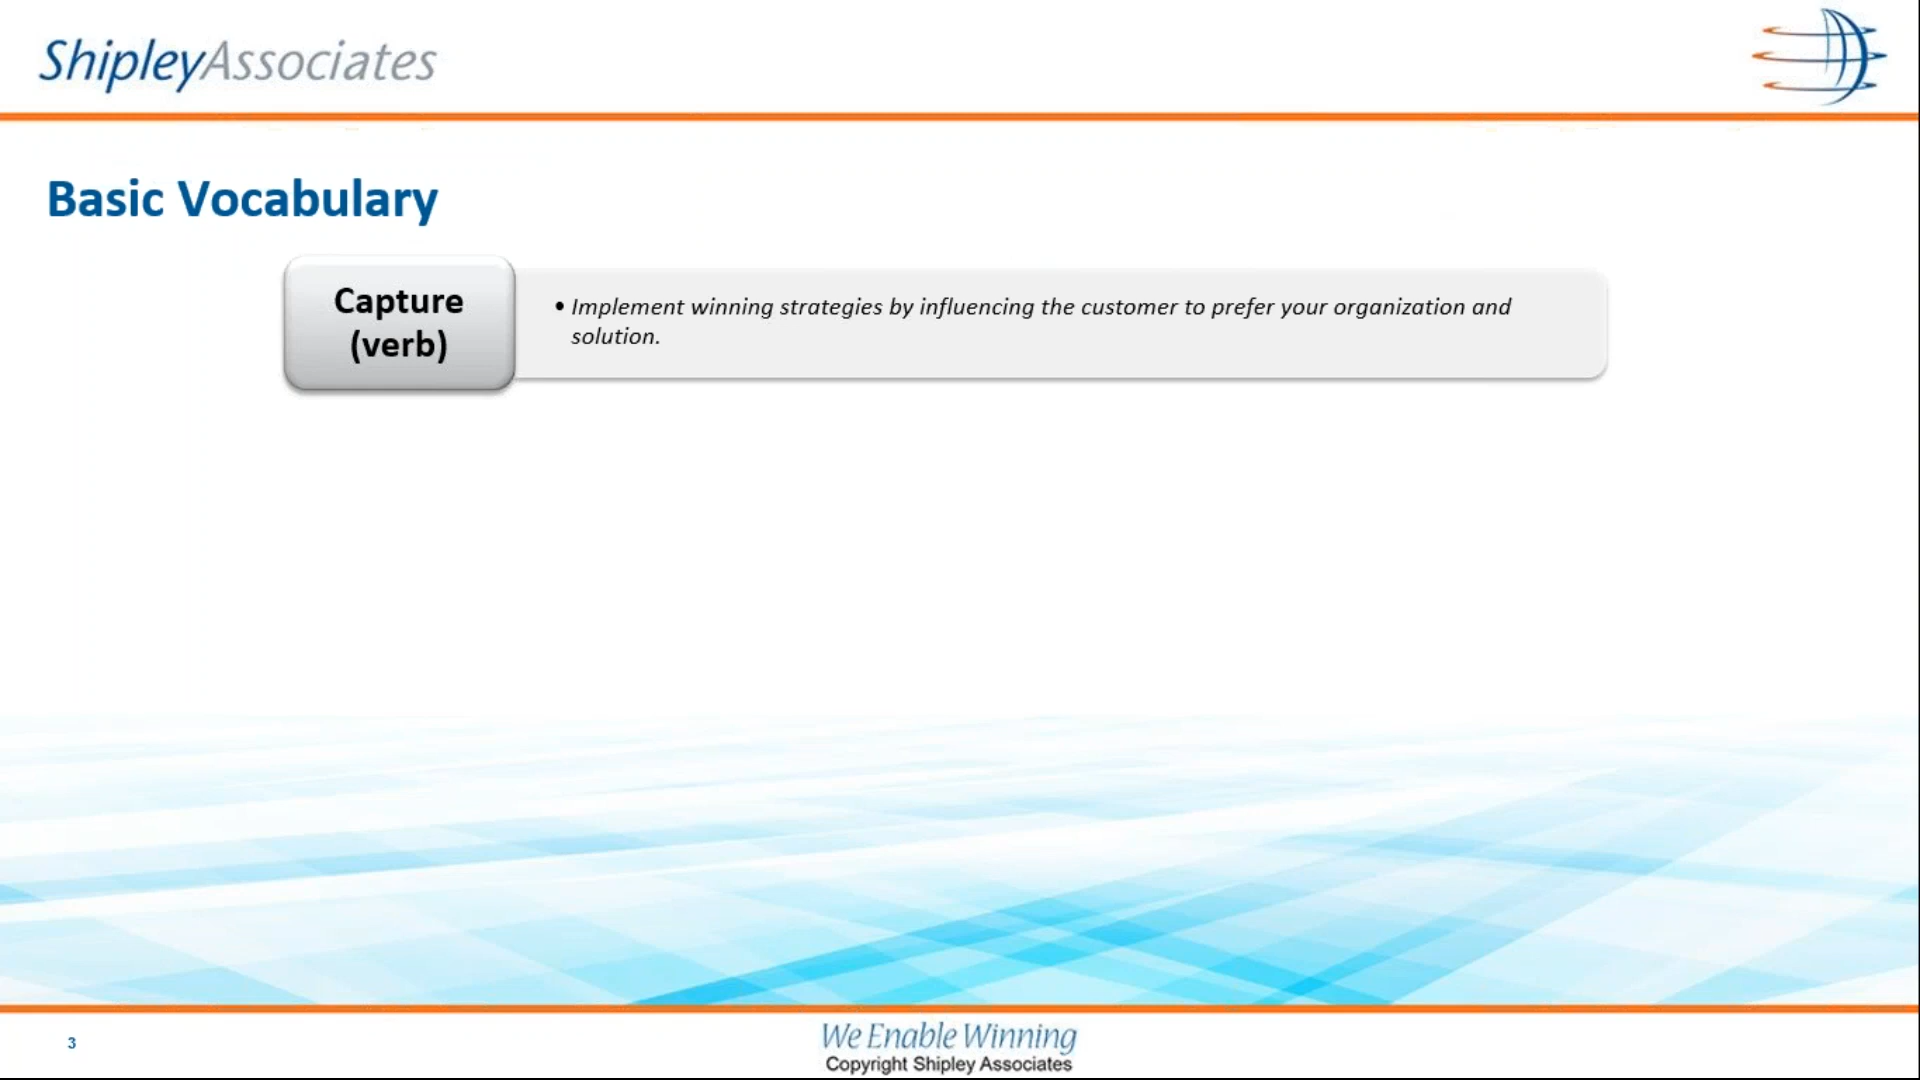 ShipleyAssociates
Basic Vocabulary
Capture
(verb)
• Implement winning strategies by influencing the customer to prefer your organization and
solution.
3
We Enable Winning
Copyright Shipley Associates